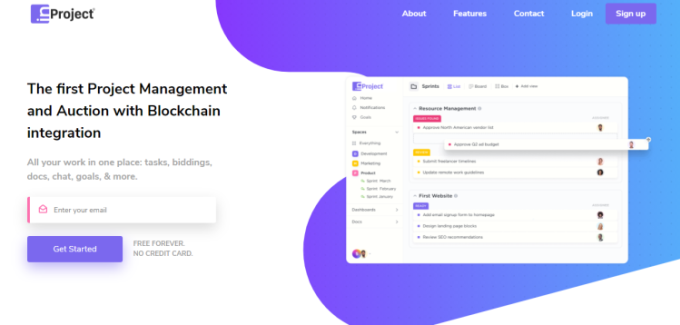 Project
About
Features
Contact
Login
Sign up
The first Project Management
and Auction with Blockchain
integration
All your work in one place: tasks, biddings,
docs, chat, goals, & more.
Enter your email
Get Started
FREE FOREVER.
NO CREDIT CARD.
Project
Home
Notifications
Goals
Spaces
Everything
Development
Marketing
Product
Sprint, March
Sprint, February
Sprint, January
Dashboards
Docs
Sprints
List
Board
Box
Add view
Resource Management
Approve North American vendor list
Approve Q2 ad budget
Submit freelancer timelines
Update remote work guidelines
First Website
Add email signup form to homepage
Design landing page blocks
Review SEO recommendations